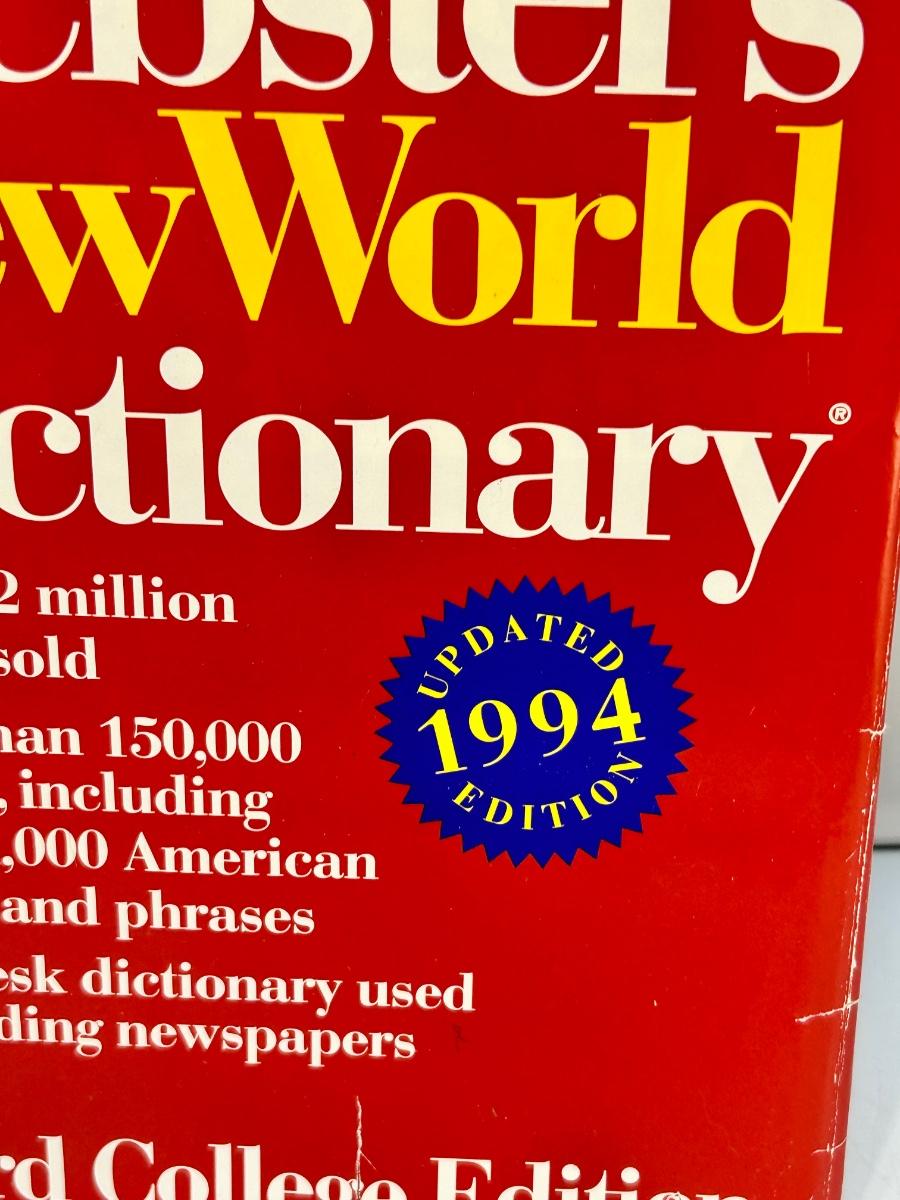 ebster's
ewWorld
ctionary®
2 million
sold
UPDATED
1994
EDITION
han 150,000
, including
,000 American
and phrases
esk dictionary used
ding newspapers
rd College Edition